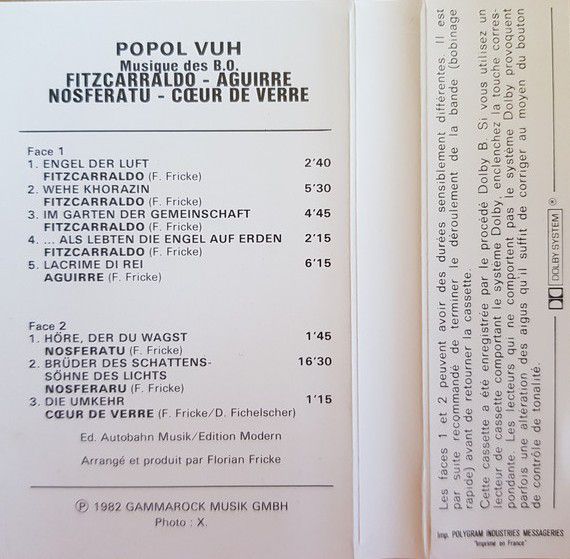 POPOL VUH
Musique des B.O.
FITZCARRALDO - AGUIRRE
NOSFERATU - CŒUR DE VERRE
Face 1
1. ENGEL DER LUFT 2'40
FITZCARRALDO (F. Fricke)
2. WEHE KHORAZIN 5'30
FITZCARRALDO (F. Fricke)
3. IM GARTEN DER GEMEINSCHAFT 4'45
FITZCARRALDO (F. Fricke)
4. ... ALS LEBTEN DIE ENGEL AUF ERDEN 2'15
FITZCARRALDO (F. Fricke)
5. LACRIME DI REI 6'15
AGUIRRE (F. Fricke)
Face 2
1. HÖRE, DER DU WAGST 1'45
NOSFERATU (F. Fricke)
2. BRÜDER DES SCHATTENS- 16'30
SÖHNE DES LICHTS
NOSFERARU (F. Fricke)
3. DIE UMKEHR 1'15
CŒUR DE VERRE (F. Fricke/D. Fichelscher)
Ed. Autobahn Musik/Edition Modern
Arrangé et produit par Florian Fricke
Ⓟ 1982 GAMMAROCK MUSIK GMBH
Photo : X.
Les faces 1 et 2 peuvent avoir des durées sensiblement différentes. Il est
par suite recommandé de terminer le déroulement de la bande (bobinage
rapide) avant de retourner la cassette.
Cette cassette a été enregistrée par le procédé Dolby B. Si vous utilisez un
lecteur de cassette comportant le système Dolby, enclenchez la touche corres-
pondante. Les lecteurs qui ne comportent pas le système Dolby provoquent
parfois une altération des aigus qu'il suffit de corriger au moyen du bouton
de contrôle de tonalité.
DOLBY SYSTEM ®
Imp. POLYGRAM INDUSTRIES MESSAGERIES
"Imprimé en France"